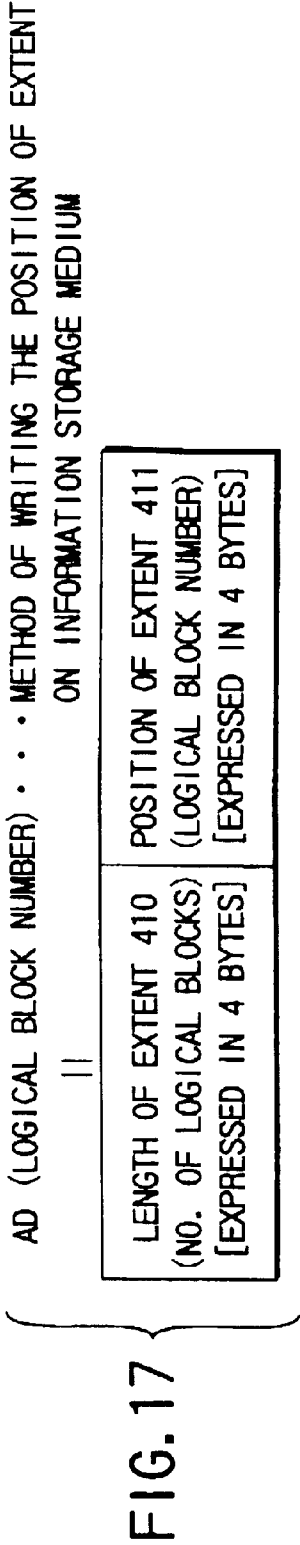 FIG.17
AD (LOGICAL BLOCK NUMBER) • • • METHOD OF WRITING THE POSITION OF EXTENT
ON INFORMATION STORAGE MEDIUM
||
LENGTH OF EXTENT 410
(NO. OF LOGICAL BLOCKS)
[EXPRESSED IN 4 BYTES]
POSITION OF EXTENT 411
(LOGICAL BLOCK NUMBER)
[EXPRESSED IN 4 BYTES]